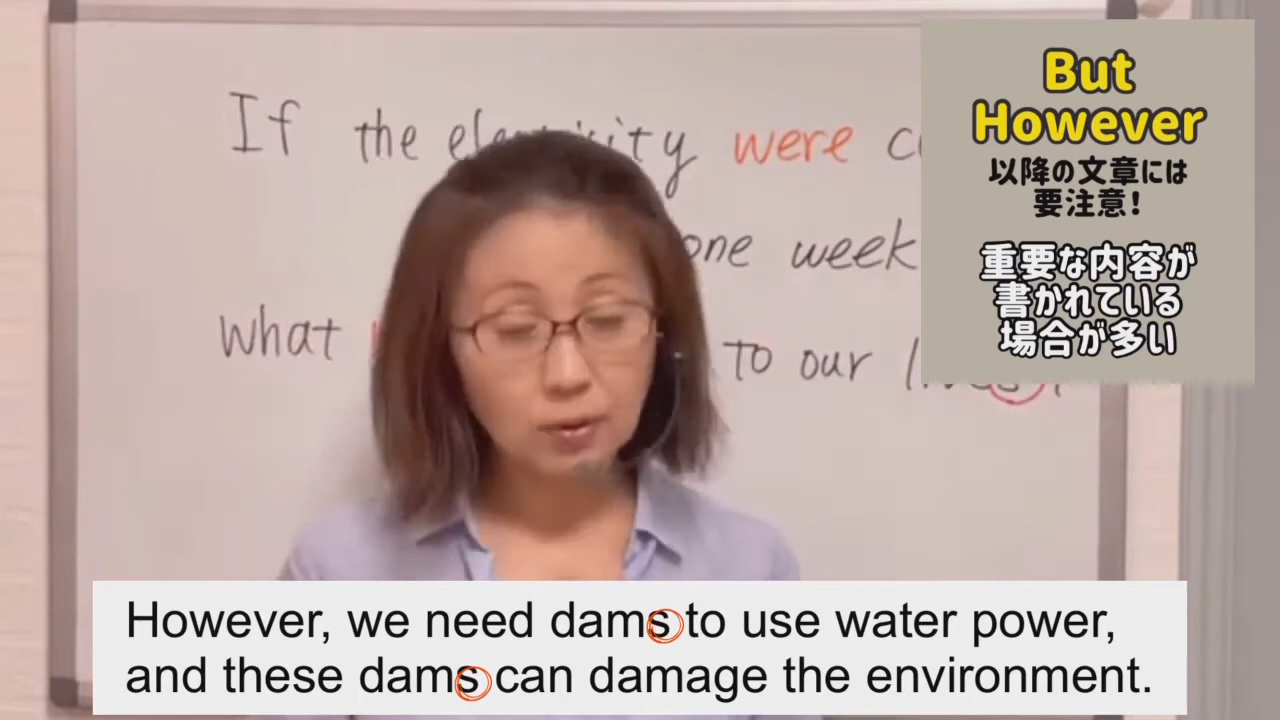 If the electricity were
one week
what
to our
But
However
以降の文章には
要注意!
重要な内容が
書かれている
場合が多い
However, we need dams to use water power,
and these dams can damage the environment.